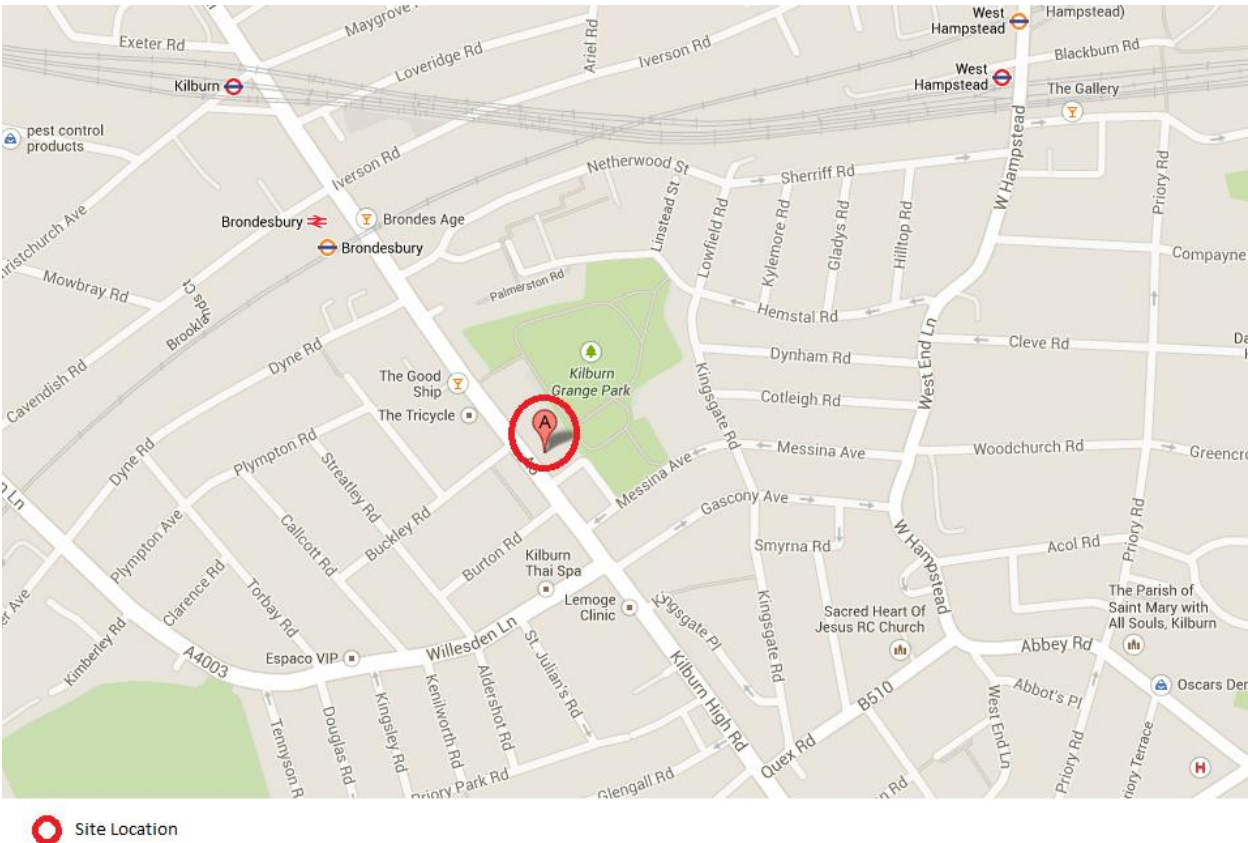 West
Hampstead
Hampstead)
Exeter Rd
Maygrove
Loveridge Rd
Ariel Rd
Iverson Rd
Blackburn Rd
Kilburn
West
Hampstead
The Gallery
pest control
products
Iverson Rd
Netherwood St
Sherriff Rd
W Hampstead
Priory Rd
Christchurch Ave
Brondesbury
Brondes Age
Brondesbury
Linstead St
Lowfield Rd
Kylemore Rd
Gladys Rd
Hilltop Rd
Compayne
Mowbray Rd
Palmerston Rd
Hemstal Rd
Dyne Rd
Kilburn
Grange Park
Dynham Rd
Cleve Rd
Cavendish Rd
The Good
Ship
The Tricycle
A
Kingsgate Rd
Cotleigh Rd
West End Ln
Plympton Rd
Dyne Rd
Streatley Rd
Messina Ave
Messina Ave
Woodchurch Rd
Greencro
Gascony Ave
Plympton Ave
Callcott Rd
Buckley Rd
Burton Rd
Kilburn
Thai Spa
Smyrna Rd
W Hampstead
Acol Rd
Priory Rd
Clarence Rd
Torbay Rd
Lemoge
Clinic
Kingsgate Pl
Kingsgate Rd
Sacred Heart Of
Jesus RC Church
The Parish of
Saint Mary with
All Souls, Kilburn
Kimberley Rd
A4003
Espaco VIP
Willesden Ln
St. Julian's Rd
Kilburn High Rd
Abbey Rd
Abbot's Pl
Oscars Der
Tennyson R
Douglas Rd
Kingsley Rd
Kenilworth Rd
Aldershot Rd
B510
West End Ln
Priory Park Rd
Glengall Rd
Quex Rd
Priory Rd
Priory Terrace
H
Site Location